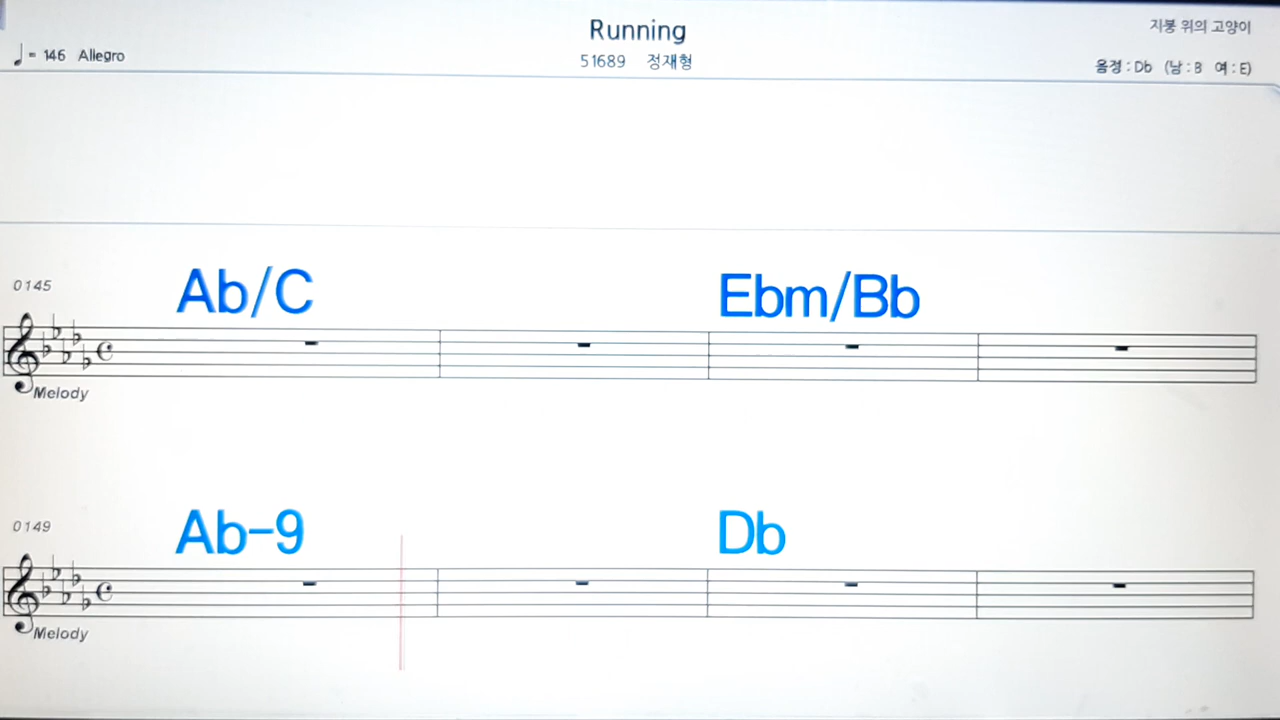 Running
지붕 위의 고양이
♩= 146 Allegro
51689 정재형
음정 : Db (남 : B 여 : E)
0145
Ab/C Ebm/Bb
Melody
0149
Ab-9 Db
Melody